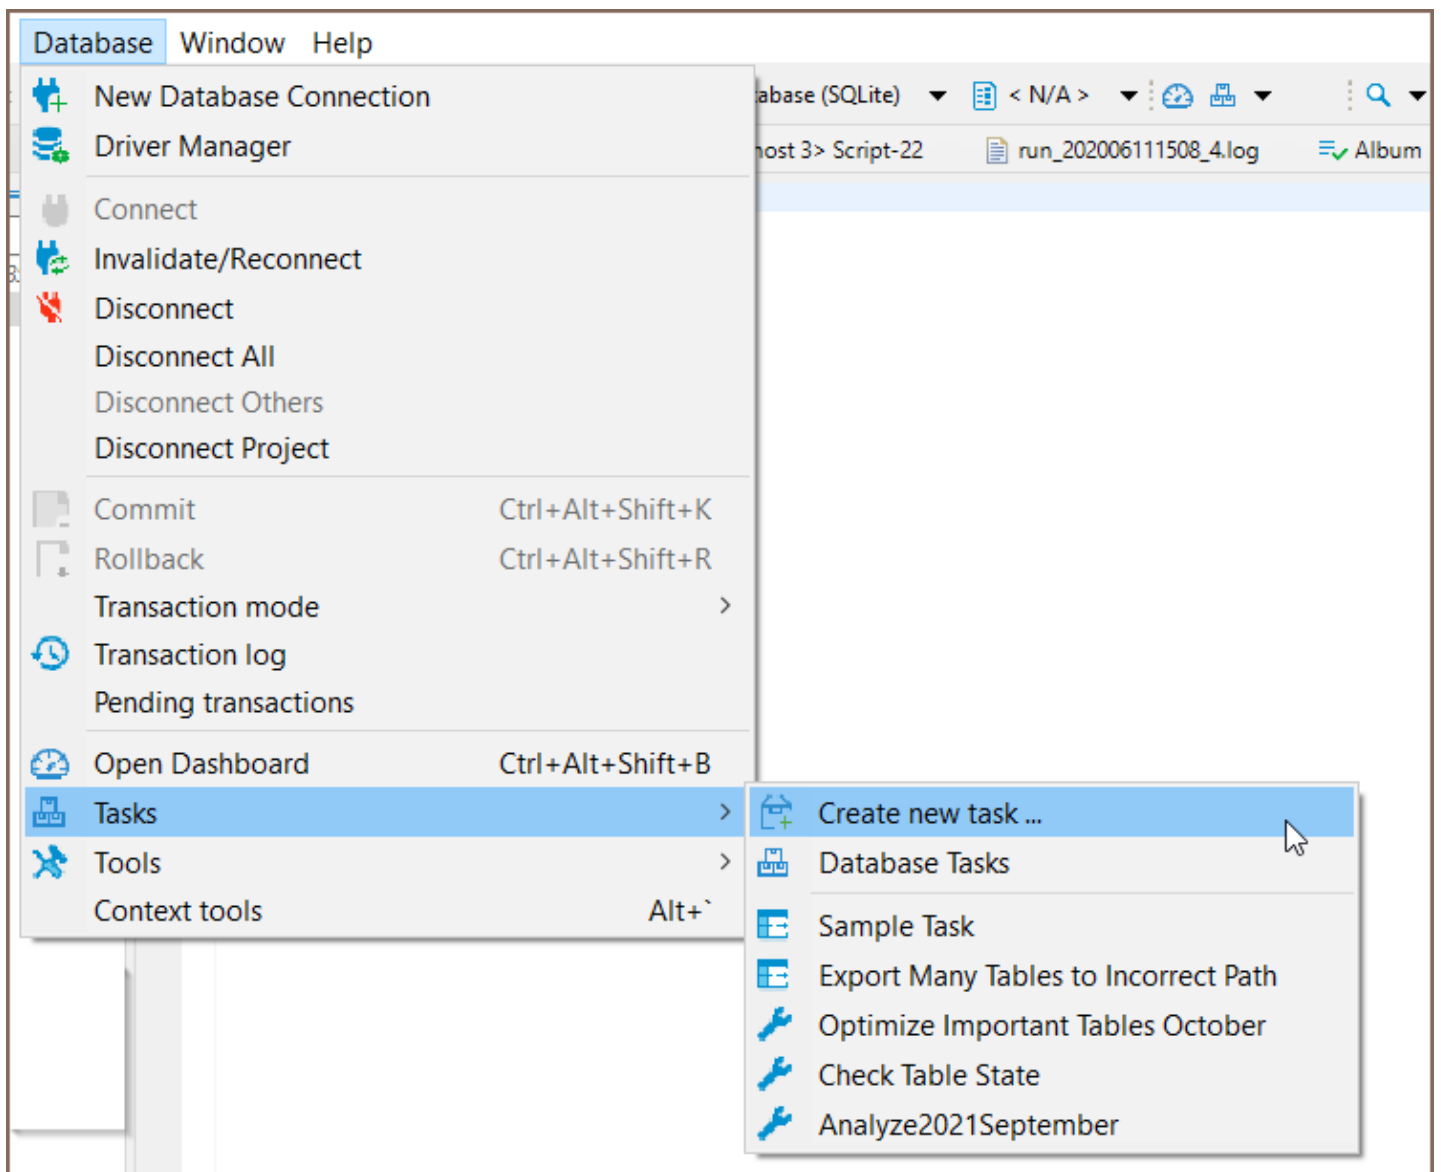 Database Window Help
New Database Connection
(SQLite) < N/A >
Driver Manager
3> Script-22 run_202006111508_4.log Album
Connect
Invalidate/Reconnect
Disconnect
Disconnect All
Disconnect Others
Disconnect Project
Commit Ctrl+Alt+Shift+K
Rollback Ctrl+Alt+Shift+R
Transaction mode
Transaction log
Pending transactions
Open Dashboard Ctrl+Alt+Shift+B
Tasks
Create new task ...
Tools
Database Tasks
Context tools Alt+`
Sample Task
Export Many Tables to Incorrect Path
Optimize Important Tables October
Check Table State
Analyze2021September